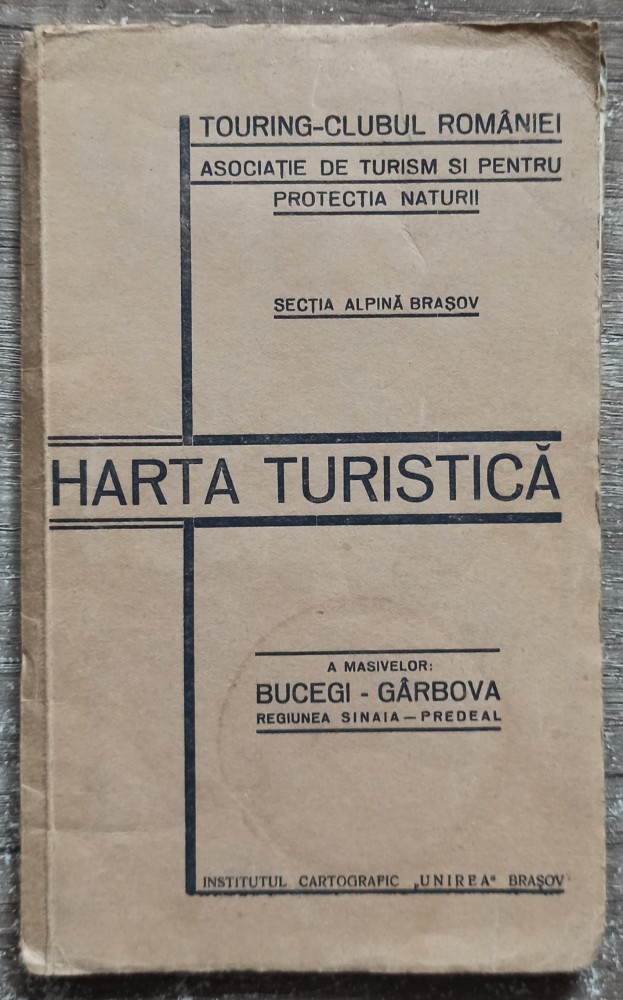 TOURING-CLUBUL ROMÂNIEI
ASOCIAȚIE DE TURISM SI PENTRU
PROTECȚIA NATURII
SECȚIA ALPINĂ BRAȘOV
HARTA TURISTICĂ
A MASIVELOR:
BUCEGI - GÂRBOVA
REGIUNEA SINAIA — PREDEAL
INSTITUTUL CARTOGRAFIC „UNIREA" BRAȘOV